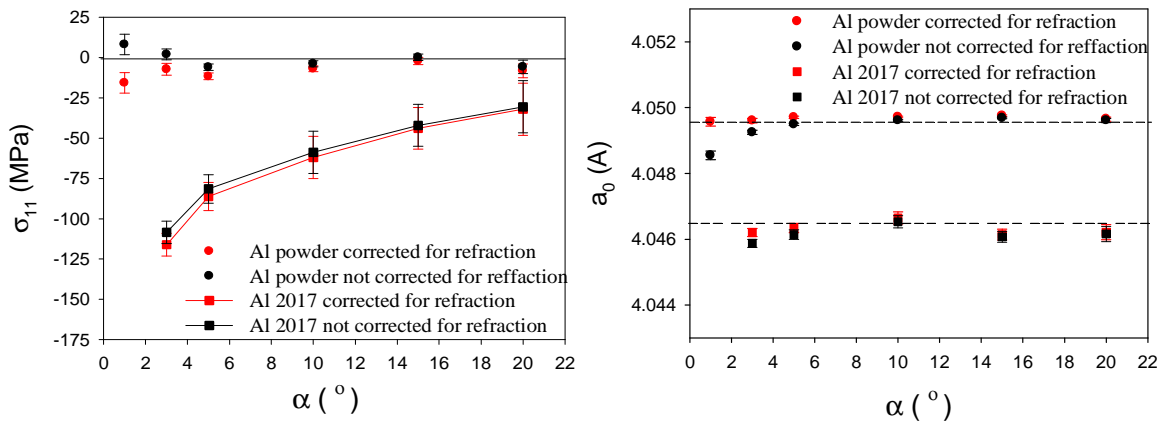 25
0
-25
-50
-75
-100
-125
-150
-175
σ11 (MPa)
Al powder corrected for refraction
Al powder not corrected for reffaction
Al 2017 corrected for refraction
Al 2017 not corrected for refraction
0 2 4 6 8 10 12 14 16 18 20 22
α ( o )
4.052
4.050
4.048
4.046
4.044
a0 (A)
Al powder corrected for refraction
Al powder not corrected for reffaction
Al 2017 corrected for refraction
Al 2017 not corrected for refraction
0 2 4 6 8 10 12 14 16 18 20 22
α ( o )